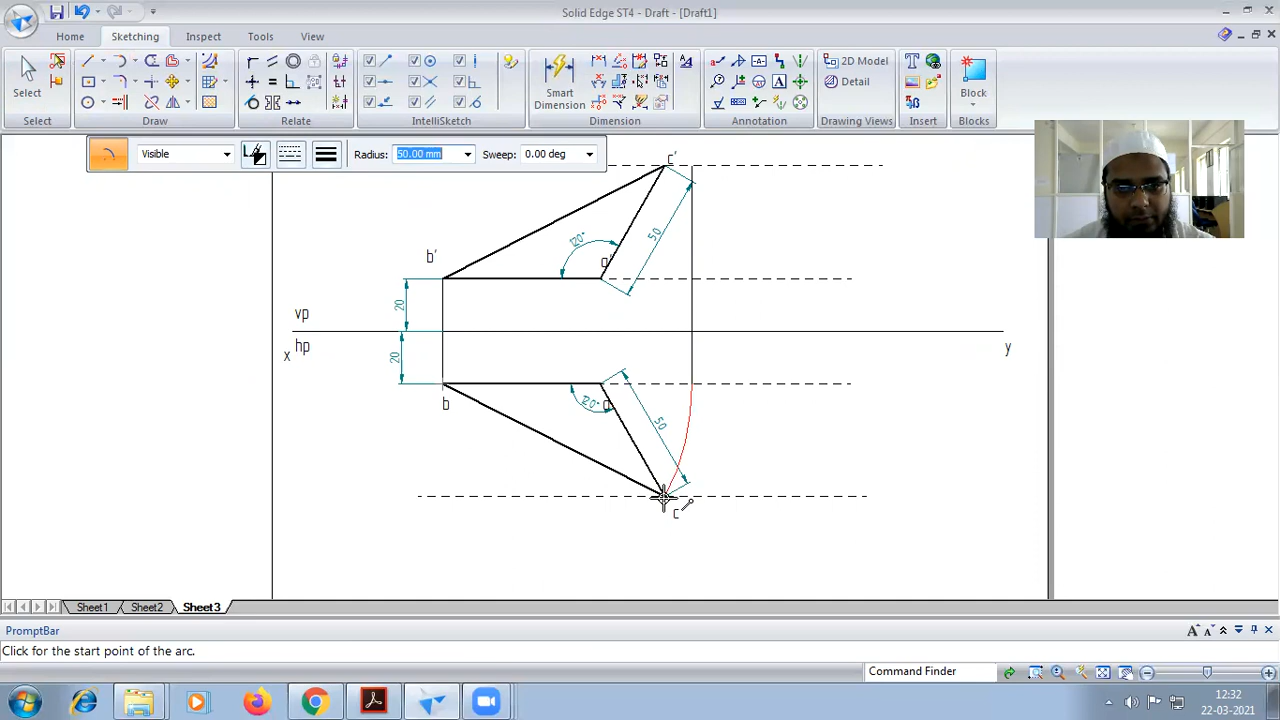 Solid Edge ST4 - Draft - [Draft1]
Home
Sketching
Inspect
Tools
View
Select
Smart
Dimension
2D Model
Detail
Block
Select
Draw
Relate
IntelliSketch
Dimension
Annotation
Drawing Views
Insert
Blocks
Visible
Radius:
50.00 mm
Sweep:
0.00 deg
c'
50
120°
b'
20
vp
hp
x
y
20
b
a
50
c
Sheet1
Sheet2
Sheet3
PromptBar
Click for the start point of the arc.
Command Finder
12:32
22-03-2021